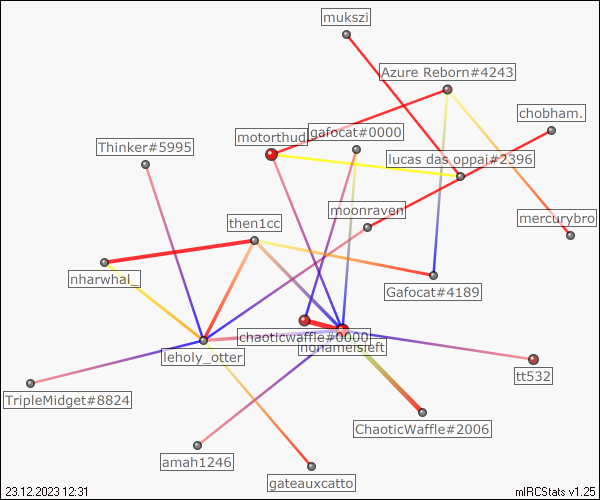 mukszi
Azure Reborn#4243
chobham.
gafocat#0000
motorthud
Thinker#5995
lucas das oppai#2396
moonraven
mercurybro
then1cc
nharwhal_
Gafocat#4189
chaoticwaffle#0000
nonameisleft
leholy_otter
tt532
TripleMidget#8824
ChaoticWaffle#2006
amah1246
gateauxcatto
23.12.2023 12:31
mIRCStats v1.25